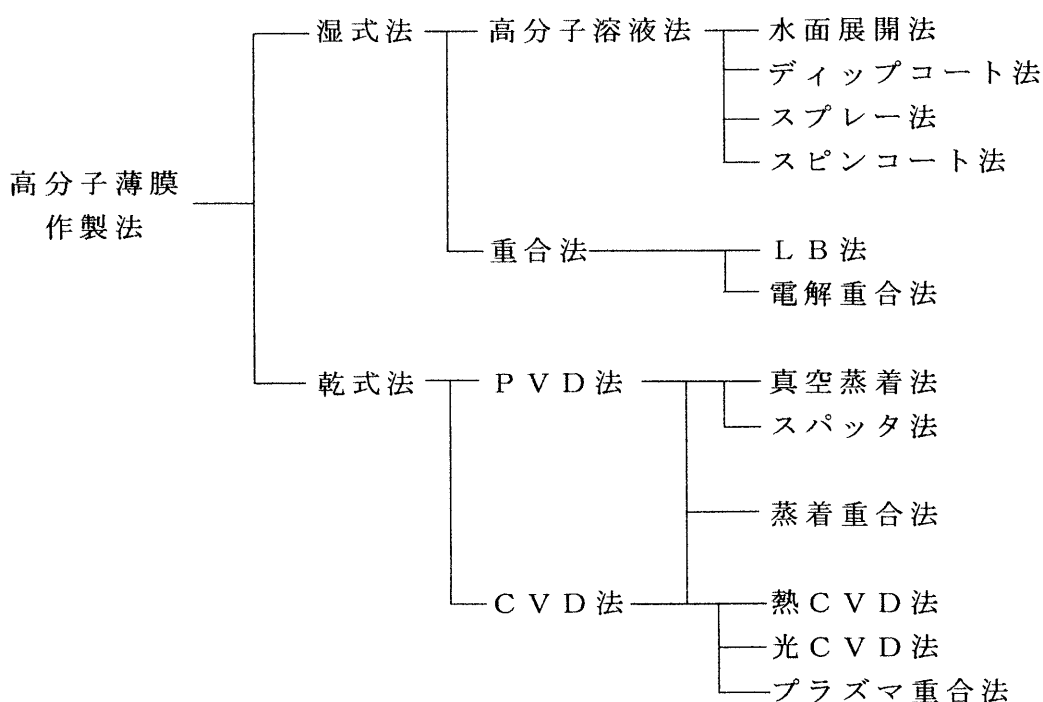 湿式法
高分子溶液法
水面展開法
ディップコート法
スプレー法
スピンコート法
高分子薄膜
作製法
重合法
LB法
電解重合法
乾式法
PVD法
真空蒸着法
スパッタ法
蒸着重合法
CVD法
熱CVD法
光CVD法
プラズマ重合法